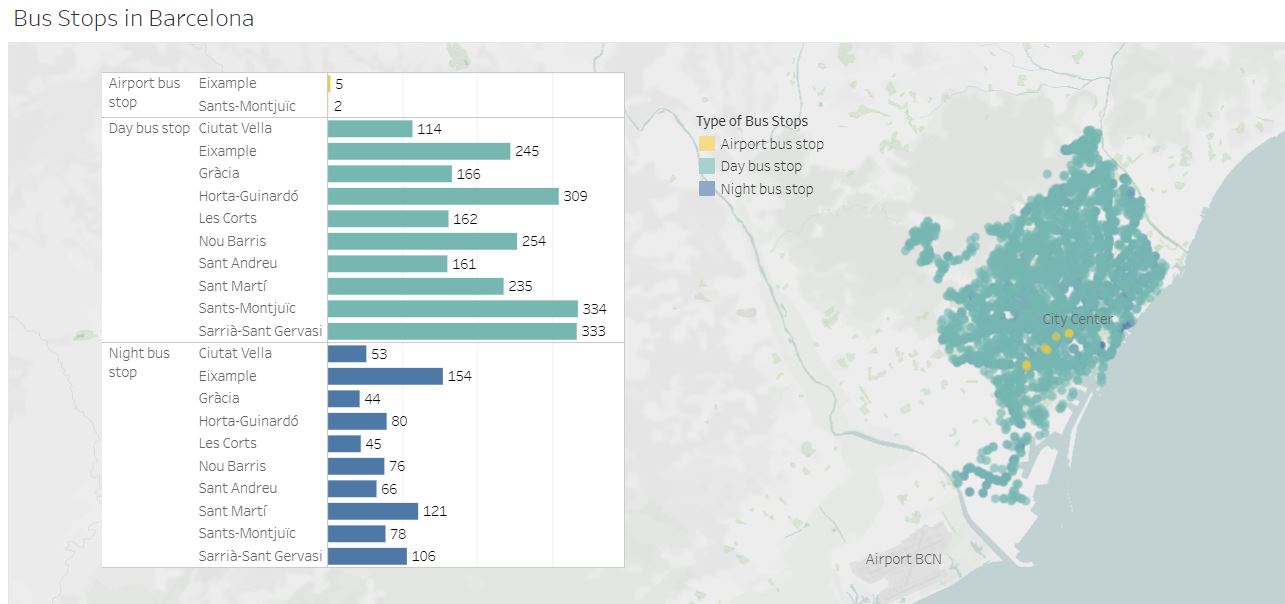 Bus Stops in Barcelona
Airport bus stop
Eixample 5
Sants-Montjuïc 2
Day bus stop
Ciutat Vella 114
Eixample 245
Gràcia 166
Horta-Guinardó 309
Les Corts 162
Nou Barris 254
Sant Andreu 161
Sant Martí 235
Sants-Montjuïc 334
Sarrià-Sant Gervasi 333
Night bus stop
Ciutat Vella 53
Eixample 154
Gràcia 44
Horta-Guinardó 80
Les Corts 45
Nou Barris 76
Sant Andreu 66
Sant Martí 121
Sants-Montjuïc 78
Sarrià-Sant Gervasi 106
Type of Bus Stops
Airport bus stop
Day bus stop
Night bus stop
City Center
Airport BCN